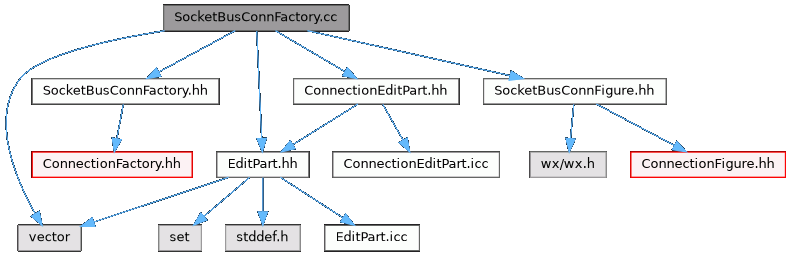 SocketBusConnFactory.cc
SocketBusConnFactory.hh
ConnectionEditPart.hh
SocketBusConnFigure.hh
ConnectionFactory.hh
EditPart.hh
ConnectionEditPart.icc
wx/wx.h
ConnectionFigure.hh
vector
set
stddef.h
EditPart.icc